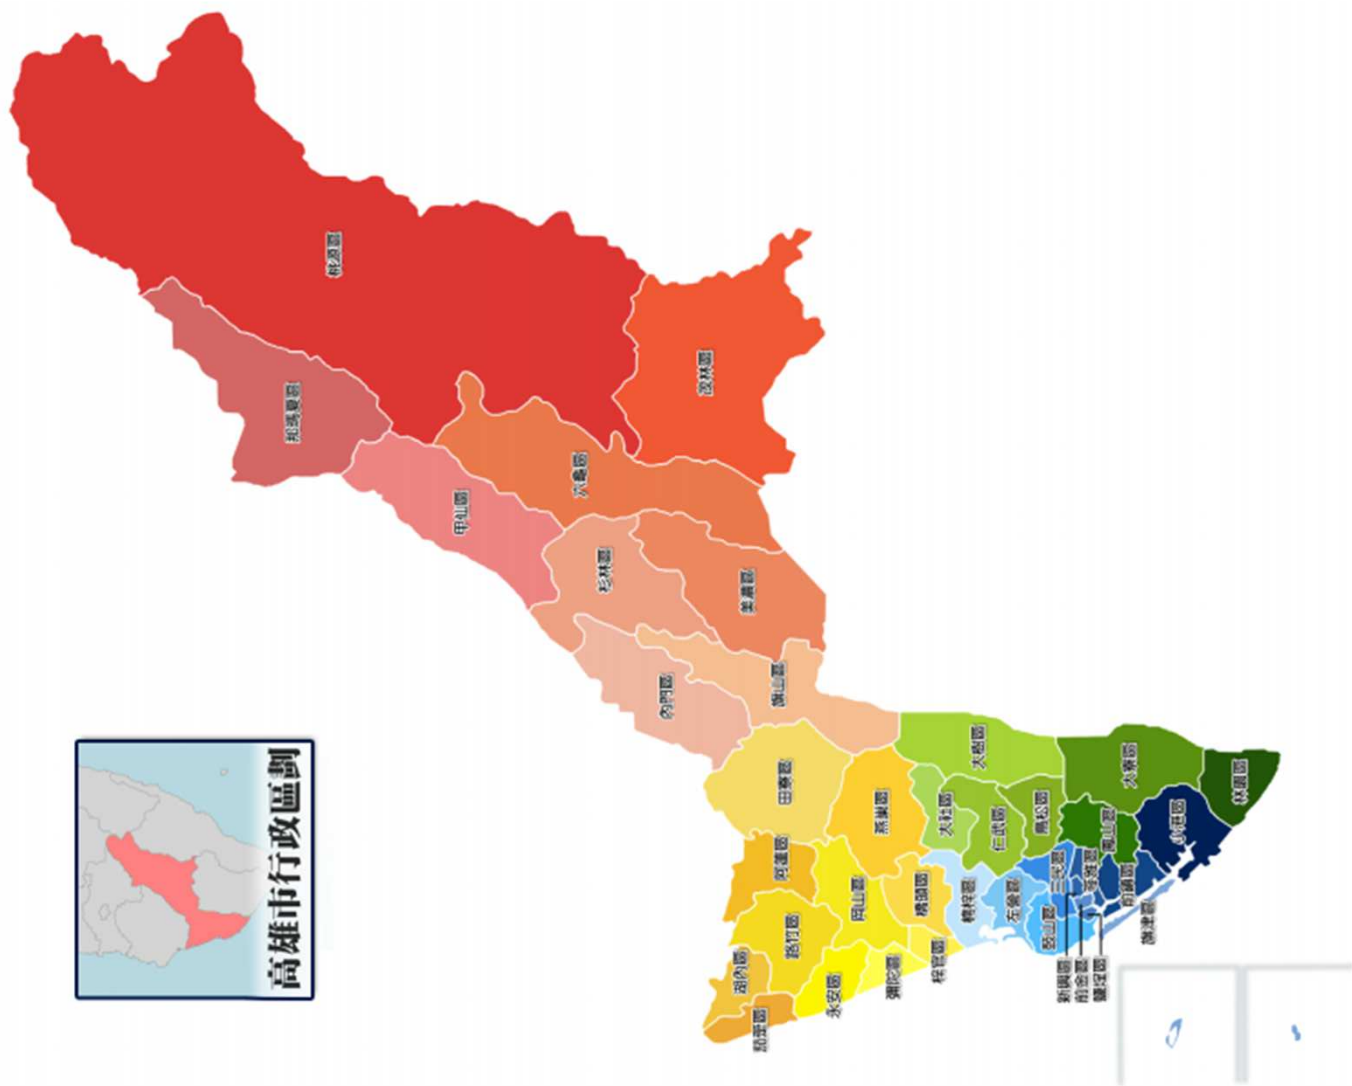 高雄市行政區劃
桃源區
那瑪夏區
茂林區
六龜區
甲仙區
杉林區
美濃區
內門區
旗山區
田寮區
燕巢區
大樹區
大社區
仁武區
鳥松區
大寮區
林園區
小港區
鳳山區
阿蓮區
岡山區
橋頭區
楠梓區
左營區
三民區
苓雅區
前鎮區
鼓山區
旗津區
路竹區
湖內區
茄萣區
永安區
彌陀區
梓官區
新興區
前金區
鹽埕區